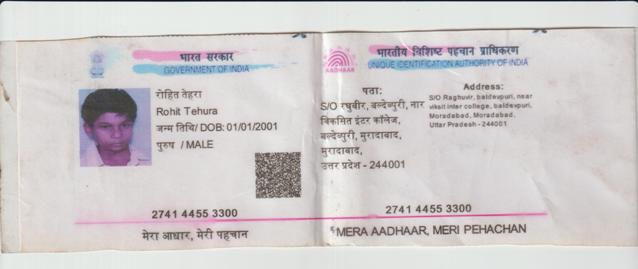 भारत सरकार
GOVERNMENT OF INDIA
रोहित तेहरा
Rohit Tehura
जन्म तिथि/ DOB: 01/01/2001
पुरुष / MALE
2741 4455 3300
मेरा आधार, मेरी पहचान
भारतीय विशिष्ट पहचान प्राधिकरण
AADHAAR
UNIQUE IDENTIFICATION AUTHORITY OF INDIA
पता:
S/O रघुबीर, बल्देव्पुरी, नार
विकसित इंटर कॉलेज,
बल्देव्पुरी, मुरादाबाद,
मुरादाबाद,
उत्तर प्रदेश - 244001
Address:
S/O Raghuvir, baldevpuri, near
viksit inter college, baldevpuri,
Moradabad, Moradabad,
Uttar Pradesh - 244001
2741 4455 3300
MERA AADHAAR, MERI PEHACHAN